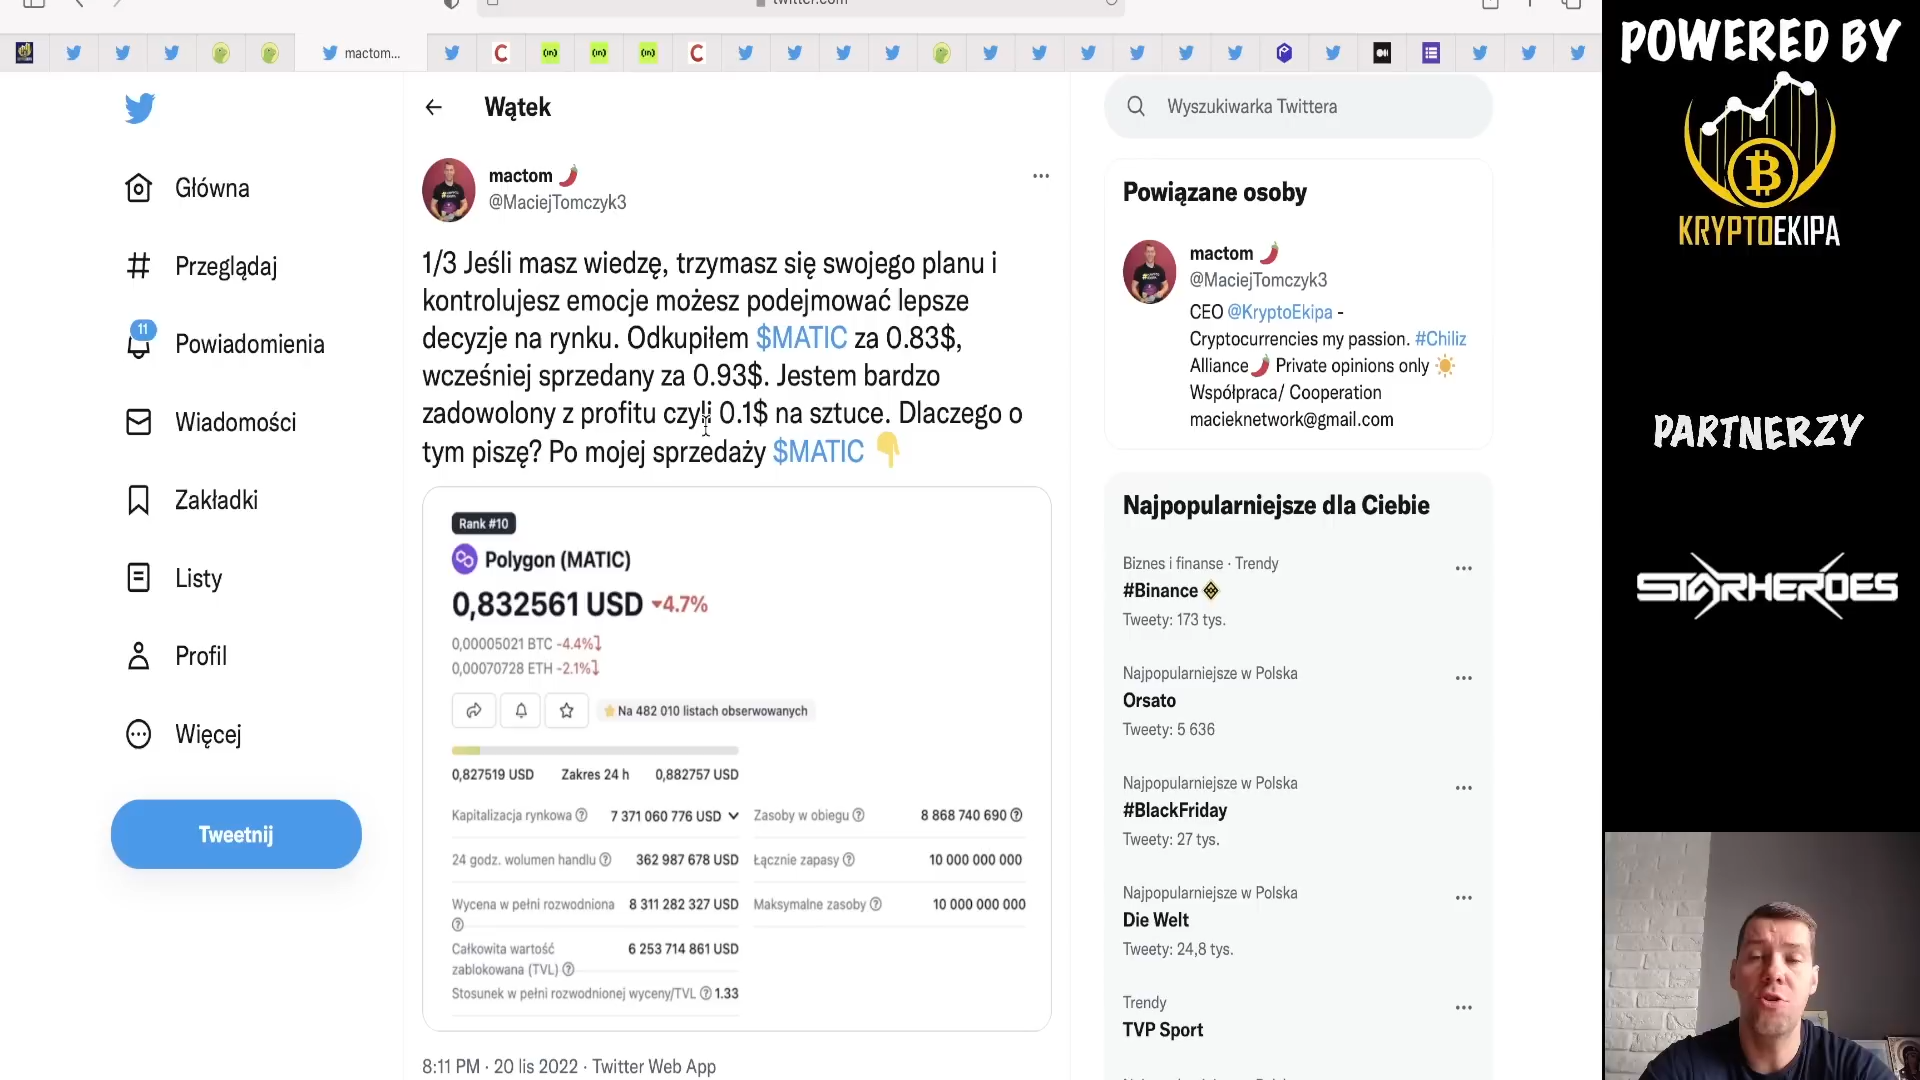 twitter.com
mactom...
Wątek
Wyszukiwarka Twittera
Główna
Przeglądaj
11
Powiadomienia
Wiadomości
Zakładki
Listy
Profil
Więcej
Tweetnij
mactom
@MaciejTomczyk3
1/3 Jeśli masz wiedzę, trzymasz się swojego planu i
kontrolujesz emocje możesz podejmować lepsze
decyzje na rynku. Odkupiłem $MATIC za 0.83$,
wcześniej sprzedany za 0.93$. Jestem bardzo
zadowolony z profitu czyli 0.1$ na sztuce. Dlaczego o
tym piszę? Po mojej sprzedaży $MATIC
Rank #10
Polygon (MATIC)
0,832561 USD 4.7%
0,00005021 BTC -4.4%
0,00070728 ETH -2.1%
Na 482 010 listach obserwowanych
0,827519 USD Zakres 24 h 0,882757 USD
Kapitalizacja rynkowa 7 371 060 776 USD Zasoby w obiegu 8 868 740 690
24 godz. wolumen handlu 362 987 678 USD Łącznie zapasy 10 000 000 000
Wycena w pełni rozwodniona 8 311 282 327 USD Maksymalne zasoby 10 000 000 000
Całkowita wartość
zablokowana (TVL) 6 253 714 861 USD
Stosunek w pełni rozwodnionej wyceny/TVL 1.33
8:11 PM · 20 lis 2022 · Twitter Web App
Powiązane osoby
mactom
@MaciejTomczyk3
CEO @KryptoEkipa -
Cryptocurrencies my passion. #Chiliz
Alliance Private opinions only
Współpraca/ Cooperation
macieknetwork@gmail.com
Najpopularniejsze dla Ciebie
Biznes i finanse · Trendy
#Binance
Tweety: 173 tys.
Najpopularniejsze w Polska
Orsato
Tweety: 5 636
Najpopularniejsze w Polska
#BlackFriday
Tweety: 27 tys.
Najpopularniejsze w Polska
Die Welt
Tweety: 24,8 tys.
Trendy
TVP Sport
POWERED BY
KRYPTOEKIPA
PARTNERZY
STARHEROES